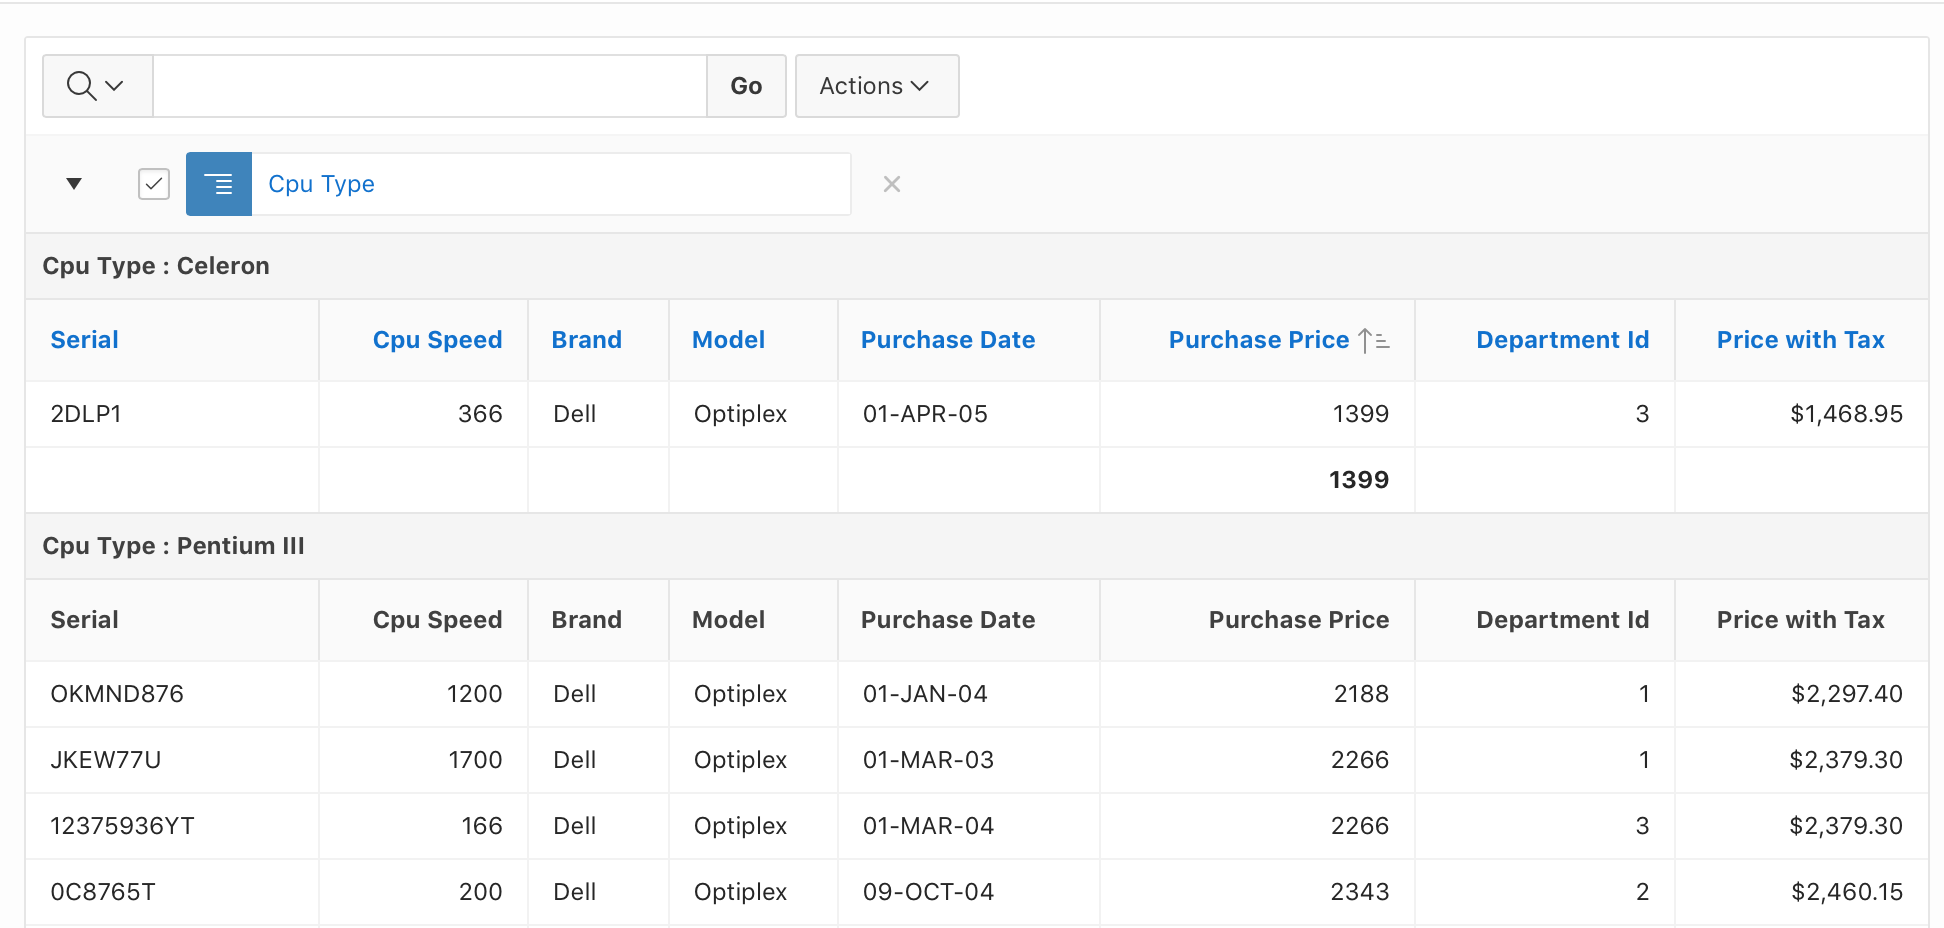 Go Actions
Cpu Type
Cpu Type : Celeron
Serial Cpu Speed Brand Model Purchase Date Purchase Price Department Id Price with Tax
2DLP1 366 Dell Optiplex 01-APR-05 1399 3 $1,468.95
1399
Cpu Type : Pentium III
Serial Cpu Speed Brand Model Purchase Date Purchase Price Department Id Price with Tax
OKMND876 1200 Dell Optiplex 01-JAN-04 2188 1 $2,297.40
JKEW77U 1700 Dell Optiplex 01-MAR-03 2266 1 $2,379.30
12375936YT 166 Dell Optiplex 01-MAR-04 2266 3 $2,379.30
0C8765T 200 Dell Optiplex 09-OCT-04 2343 2 $2,460.15